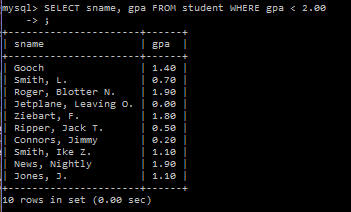 mysql> SELECT sname, gpa FROM student WHERE gpa < 2.00
    -> ;
+----------------------+------+
| sname                | gpa  |
+----------------------+------+
| Gooch                | 1.40 |
| Smith, L.            | 0.70 |
| Roger, Blotter N.    | 1.90 |
| Jetplane, Leaving O. | 0.00 |
| Ziebart, F.          | 1.80 |
| Ripper, Jack T.      | 0.50 |
| Connors, Jimmy       | 0.20 |
| Smith, Ike Z.        | 1.10 |
| News, Nightly        | 1.90 |
| Jones, J.            | 1.10 |
+----------------------+------+
10 rows in set (0.00 sec)